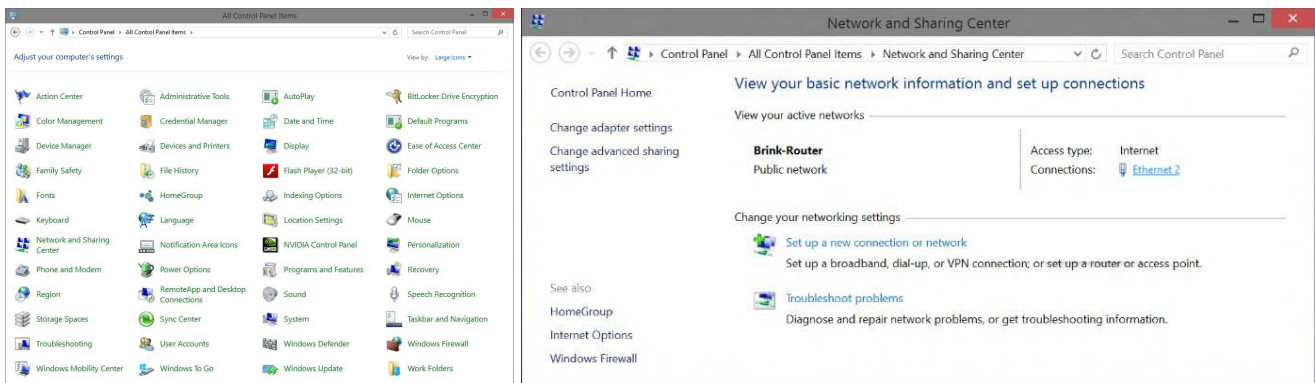 All Control Panel Items
Control Panel All Control Panel Items
Search Control Panel
Adjust your computer's settings
View by: Large icons
Action Center
Administrative Tools
AutoPlay
BitLocker Drive Encryption
Color Management
Credential Manager
Date and Time
Default Programs
Device Manager
Devices and Printers
Display
Ease of Access Center
Family Safety
File History
Flash Player (32-bit)
Folder Options
Fonts
HomeGroup
Indexing Options
Internet Options
Keyboard
Language
Location Settings
Mouse
Network and Sharing
Center
Notification Area Icons
NVIDIA Control Panel
Personalization
Phone and Modem
Power Options
Programs and Features
Recovery
Region
RemoteApp and Desktop
Connections
Sound
Speech Recognition
Storage Spaces
Sync Center
System
Taskbar and Navigation
Troubleshooting
User Accounts
Windows Defender
Windows Firewall
Windows Mobility Center
Windows To Go
Windows Update
Work Folders
Network and Sharing Center
Control Panel All Control Panel Items Network and Sharing Center
Search Control Panel
Control Panel Home
Change adapter settings
Change advanced sharing
settings
See also
HomeGroup
Internet Options
Windows Firewall
View your basic network information and set up connections
View your active networks
Brink-Router
Public network
Access type: Internet
Connections: Ethernet 2
Change your networking settings
Set up a new connection or network
Set up a broadband, dial-up, or VPN connection; or set up a router or access point.
Troubleshoot problems
Diagnose and repair network problems, or get troubleshooting information.